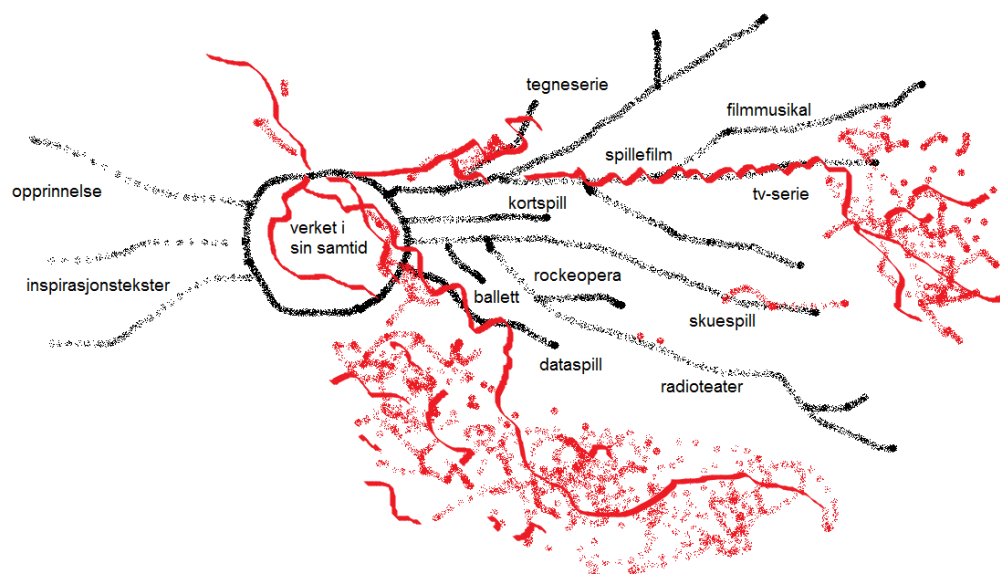 tegneserie
filmmusikal
spillefilm
opprinnelse
tv-serie
kortspill
verket i
sin samtid
rockeopera
inspirasjonstekster
ballett
skuespill
dataspill
radioteater